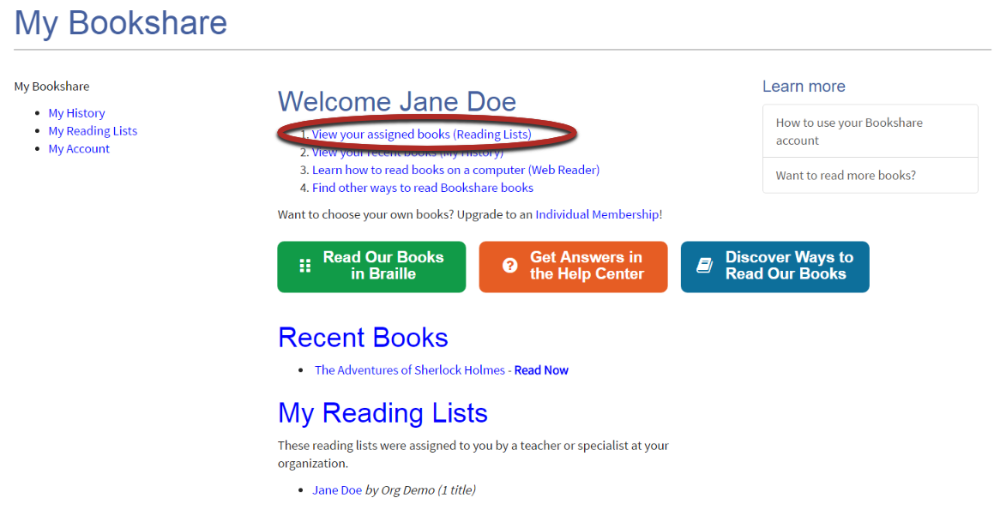 My Bookshare
My Bookshare
• My History
• My Reading Lists
• My Account
Welcome Jane Doe
1. View your assigned books (Reading Lists)
2. View your recent books (My History)
3. Learn how to read books on a computer (Web Reader)
4. Find other ways to read Bookshare books
Want to choose your own books? Upgrade to an Individual Membership!
Read Our Books
in Braille
Get Answers in
the Help Center
Discover Ways to
Read Our Books
Recent Books
• The Adventures of Sherlock Holmes - Read Now
My Reading Lists
These reading lists were assigned to you by a teacher or specialist at your
organization.
• Jane Doe by Org Demo (1 title)
Learn more
How to use your Bookshare
account
Want to read more books?